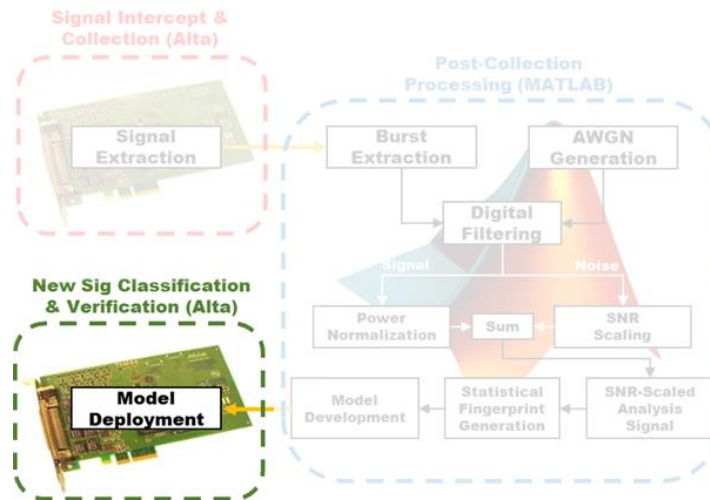 Signal Intercept &
Collection (Alta)
Signal
Extraction
Post-Collection
Processing (MATLAB)
Burst
Extraction
AWGN
Generation
Digital
Filtering
Signal
Noise
Power
Normalization
Sum
SNR
Scaling
New Sig Classification
& Verification (Alta)
Model
Deployment
Model
Development
Statistical
Fingerprint
Generation
SNR-Scaled
Analysis
Signal